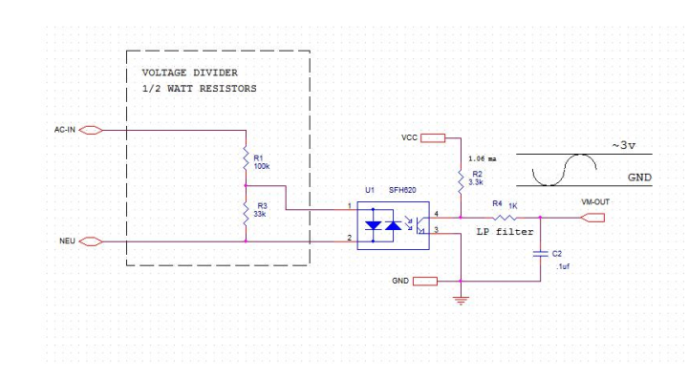 VOLTAGE DIVIDER
1/2 WATT RESISTORS
AC-IN
R1
100k
R3
33k
NEU
VCC
1.06 ma
R2
3.3k
U1 SFH620
1
2
4
3
R4 1K
LP filter
~3v
GND
VM-OUT
C2
.1uf
GND